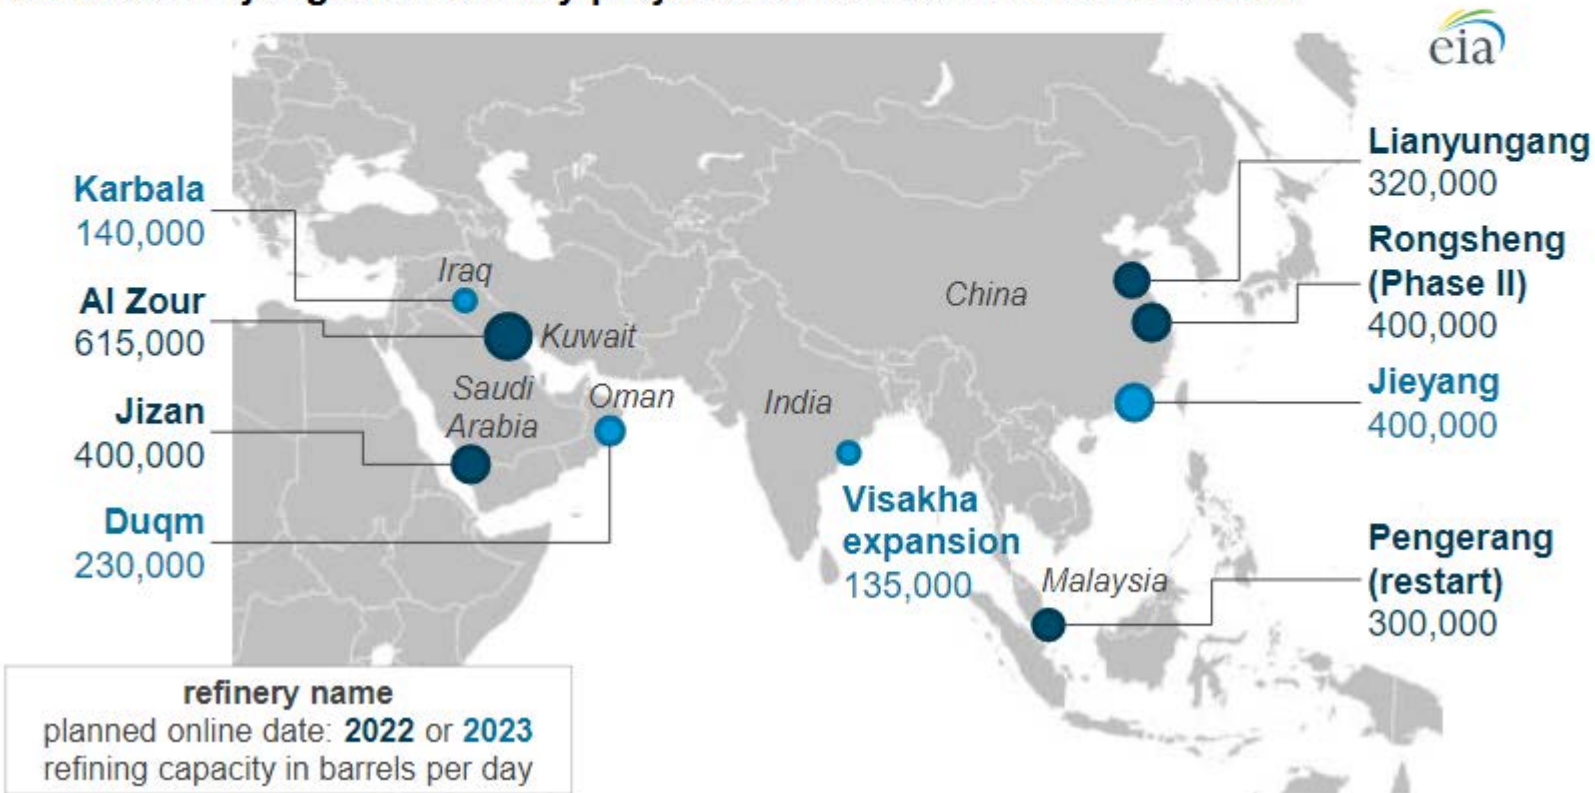 eia
Karbala
140,000
Al Zour
615,000
Jizan
400,000
Duqm
230,000
Iraq
Kuwait
Saudi
Arabia
Oman
India
China
Malaysia
Visakha
expansion
135,000
Lianyungang
320,000
Rongsheng
(Phase II)
400,000
Jieyang
400,000
Pengerang
(restart)
300,000
refinery name
planned online date: 2022 or 2023
refining capacity in barrels per day